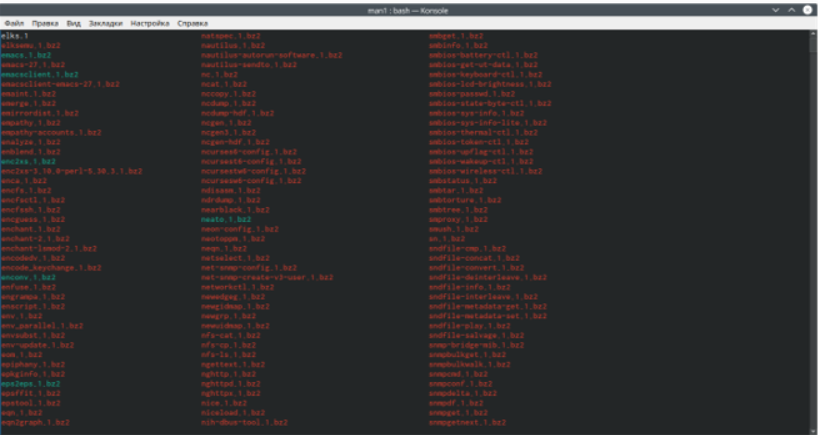 man1 : bash — Konsole
Файл Правка Вид Закладки Настройка Справка
elks.1 natspec.1.bz2 smbget.1.bz2
elksemu.1.bz2 nautilus.1.bz2 smbinfo.1.bz2
emacs.1.bz2 nautilus-autorun-software.1.bz2 smbios-battery-ctl.1.bz2
emacs-27.1.bz2 nautilus-sendto.1.bz2 smbios-get-ut-data.1.bz2
emacsclient.1.bz2 nc.1.bz2 smbios-keyboard-ctl.1.bz2
emacsclient-emacs-27.1.bz2 ncat.1.bz2 smbios-lcd-brightness.1.bz2
emaint.1.bz2 nccopy.1.bz2 smbios-passwd.1.bz2
emerge.1.bz2 ncdump.1.bz2 smbios-state-byte-ctl.1.bz2
emirrordist.1.bz2 ncdump-hdf.1.bz2 smbios-sys-info.1.bz2
empathy.1.bz2 ncgen.1.bz2 smbios-sys-info-lite.1.bz2
empathy-accounts.1.bz2 ncgen3.1.bz2 smbios-thermal-ctl.1.bz2
enalyze.1.bz2 ncgen-hdf.1.bz2 smbios-token-ctl.1.bz2
enblend.1.bz2 ncurses6-config.1.bz2 smbios-upflag-ctl.1.bz2
enc2xs.1.bz2 ncursest6-config.1.bz2 smbios-wakeup-ctl.1.bz2
enc2xs-3.10.0-perl-5.30.3.1.bz2 ncursestw6-config.1.bz2 smbios-wireless-ctl.1.bz2
enca.1.bz2 ncursesw6-config.1.bz2 smbstatus.1.bz2
encfs.1.bz2 ndisasm.1.bz2 smbtar.1.bz2
encfsctl.1.bz2 ndrdump.1.bz2 smbtorture.1.bz2
encfssh.1.bz2 nearblack.1.bz2 smbtree.1.bz2
encguess.1.bz2 neato.1.bz2 smproxy.1.bz2
enchant.1.bz2 neon-config.1.bz2 smush.1.bz2
enchant-2.1.bz2 neotoppm.1.bz2 sn.1.bz2
enchant-lsmod-2.1.bz2 neqn.1.bz2 sndfile-cmp.1.bz2
encodedv.1.bz2 netselect.1.bz2 sndfile-concat.1.bz2
encode_keychange.1.bz2 net-snmp-config.1.bz2 sndfile-convert.1.bz2
enconv.1.bz2 net-snmp-create-v3-user.1.bz2 sndfile-deinterleave.1.bz2
enfuse.1.bz2 networkctl.1.bz2 sndfile-info.1.bz2
engrampa.1.bz2 newedgwg.1.bz2 sndfile-interleave.1.bz2
enscript.1.bz2 newgidmap.1.bz2 sndfile-metadata-get.1.bz2
env.1.bz2 newgrp.1.bz2 sndfile-metadata-set.1.bz2
env_parallel.1.bz2 newuidmap.1.bz2 sndfile-play.1.bz2
envsubst.1.bz2 nfs-cat.1.bz2 sndfile-salvage.1.bz2
env-update.1.bz2 nfs-cp.1.bz2 snmp-bridge-mib.1.bz2
eom.1.bz2 nfs-ls.1.bz2 snmpbulkget.1.bz2
epiphany.1.bz2 ngettext.1.bz2 snmpbulkwalk.1.bz2
epkginfo.1.bz2 nghttp.1.bz2 snmpcmd.1.bz2
eps2eps.1.bz2 nghttpd.1.bz2 snmpconf.1.bz2
epsffit.1.bz2 nghttpx.1.bz2 snmpdelta.1.bz2
epstool.1.bz2 nice.1.bz2 snmpdf.1.bz2
eqn.1.bz2 niceload.1.bz2 snmpget.1.bz2
eqn2graph.1.bz2 nih-dbus-tool.1.bz2 snmpgetnext.1.bz2